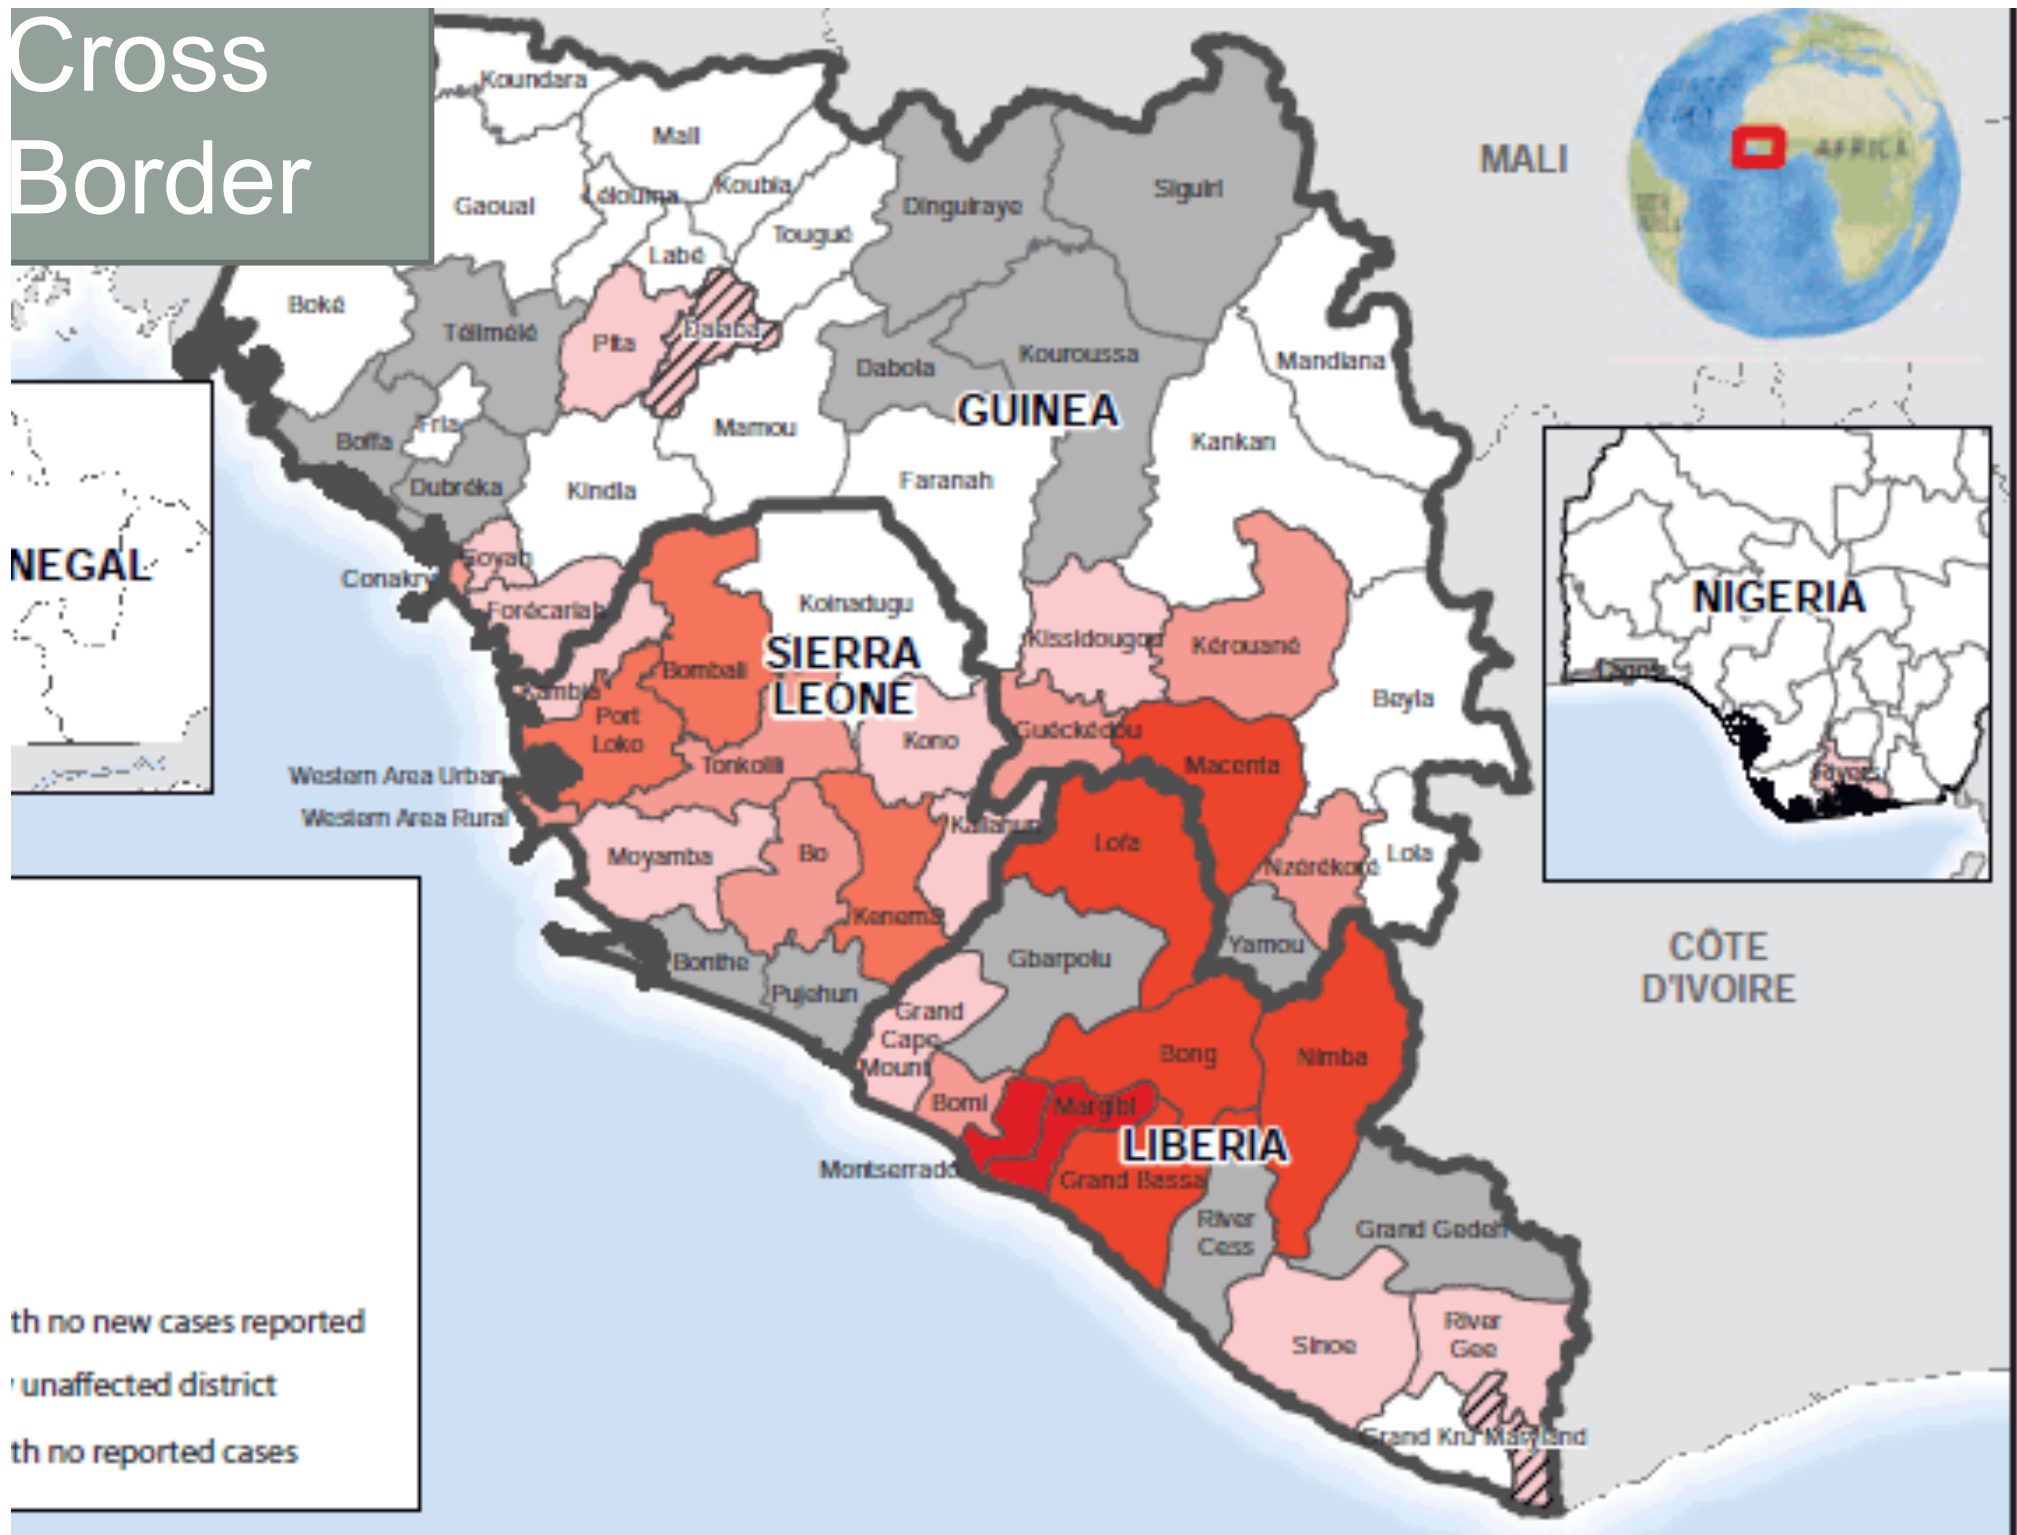 Cross
Border
Koundara
Mali
Gaoual
Lélouma
Koubia
Tougué
Labé
Dinguiraye
Siguiri
MALI
AFRICA
Boké
Télimélé
Pita
Dalaba
Dabola
Kouroussa
Mandiana
GUINEA
Boffa
Fria
Mamou
Kankan
Dubréka
Kindia
Faranah
NEGAL
Coyah
Conakry
Forécariah
Koinadugu
SIERRA
LEONE
Kissidougou
Kérouané
NIGERIA
Lagos
Bombali
Kambia
Port
Loko
Kono
Guéckédou
Beyla
Tonkolili
Macenta
Rivers
Western Area Urban
Western Area Rural
Kailahun
Moyamba
Bo
Lofa
Nzérékoré
Lola
Kenema
Yamou
CÔTE
D'IVOIRE
Bonthe
Pujehun
Gbarpolu
Grand
Cape
Mount
Bong
Nimba
Bomi
Margibi
LIBERIA
Montserrado
Grand Bassa
River
Cess
Grand Gedeh
Sinoe
River
Gee
Grand Kru
Maryland
th no new cases reported
unaffected district
th no reported cases